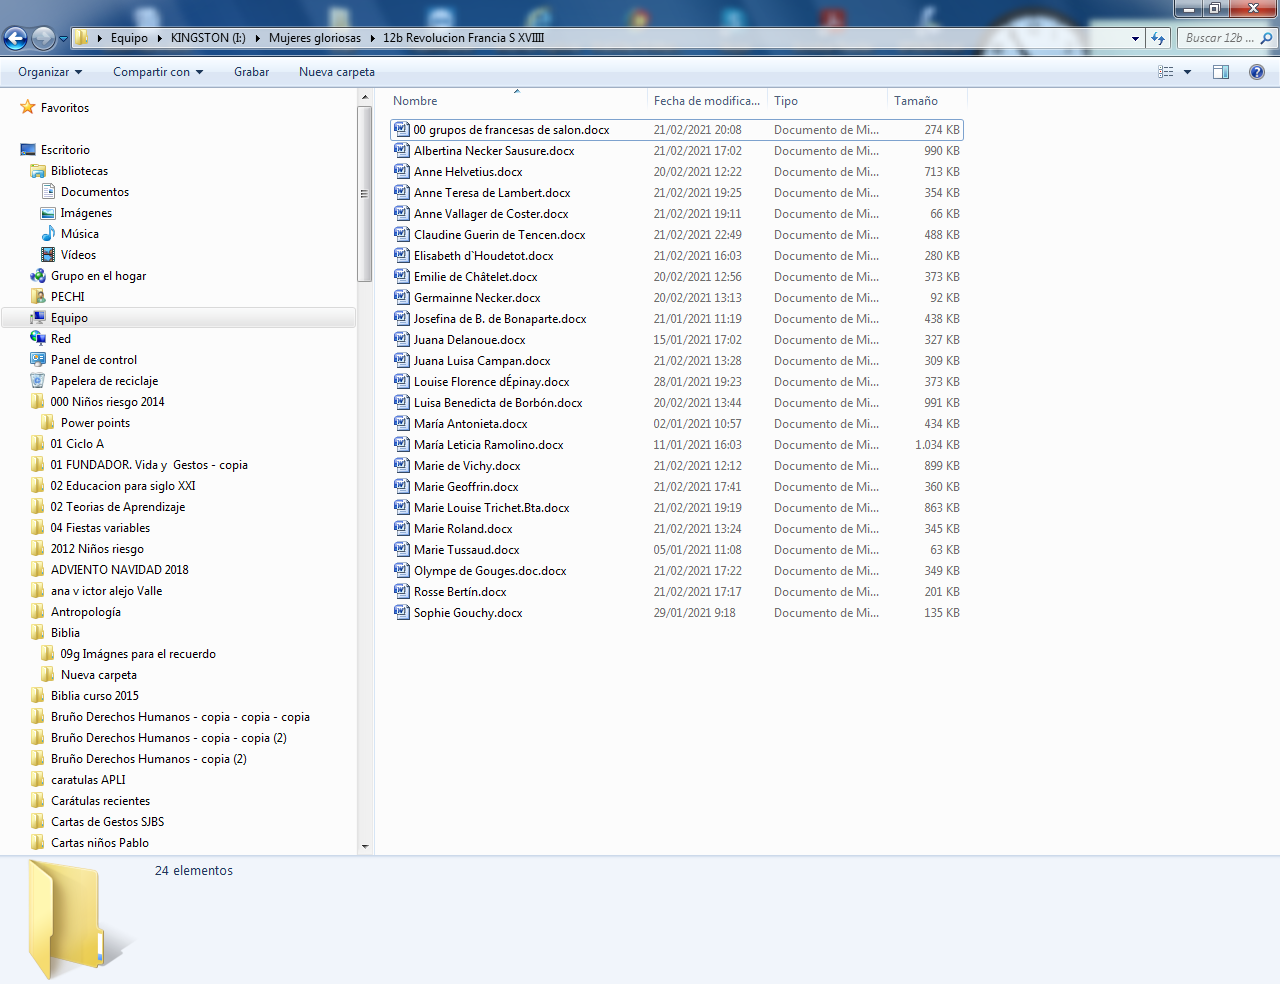 Equipo KINGSTON (I:) Mujeres gloriosas 12b Revolucion Francia S XVIIII
Buscar 12b ...
Organizar Compartir con Grabar Nueva carpeta
Favoritos
Escritorio
Bibliotecas
Documentos
Imágenes
Música
Vídeos
Grupo en el hogar
PECHI
Equipo
Red
Panel de control
Papelera de reciclaje
000 Niños riesgo 2014
Power points
01 Ciclo A
01 FUNDADOR. Vida y Gestos - copia
02 Educacion para siglo XXI
02 Teorias de Aprendizaje
04 Fiestas variables
2012 Niños riesgo
ADVIENTO NAVIDAD 2018
ana v ictor alejo Valle
Antropología
Biblia
09g Imágnes para el recuerdo
Nueva carpeta
Biblia curso 2015
Bruño Derechos Humanos - copia - copia - copia
Bruño Derechos Humanos - copia - copia (2)
Bruño Derechos Humanos - copia (2)
caratulas APLI
Carátulas recientes
Cartas de Gestos SJBS
Cartas niños Pablo
Nombre Fecha de modifica... Tipo Tamaño
00 grupos de francesas de salon.docx 21/02/2021 20:08 Documento de Mi... 274 KB
Albertina Necker Sausure.docx 21/02/2021 17:02 Documento de Mi... 990 KB
Anne Helvetius.docx 20/02/2021 12:22 Documento de Mi... 713 KB
Anne Teresa de Lambert.docx 21/02/2021 19:25 Documento de Mi... 354 KB
Anne Vallager de Coster.docx 21/02/2021 19:11 Documento de Mi... 66 KB
Claudine Guerin de Tencen.docx 21/02/2021 22:49 Documento de Mi... 488 KB
Elisabeth d`Houdetot.docx 21/02/2021 16:03 Documento de Mi... 280 KB
Emilie de Châtelet.docx 20/02/2021 12:56 Documento de Mi... 373 KB
Germainne Necker.docx 20/02/2021 13:13 Documento de Mi... 92 KB
Josefina de B. de Bonaparte.docx 21/01/2021 11:19 Documento de Mi... 438 KB
Juana Delanoue.docx 15/01/2021 17:02 Documento de Mi... 327 KB
Juana Luisa Campan.docx 21/02/2021 13:28 Documento de Mi... 309 KB
Louise Florence dÉpinay.docx 28/01/2021 19:23 Documento de Mi... 373 KB
Luisa Benedicta de Borbón.docx 20/02/2021 13:44 Documento de Mi... 991 KB
María Antonieta.docx 02/01/2021 10:57 Documento de Mi... 434 KB
María Leticia Ramolino.docx 11/01/2021 16:03 Documento de Mi... 1.034 KB
Marie de Vichy.docx 21/02/2021 12:12 Documento de Mi... 899 KB
Marie Geoffrin.docx 21/02/2021 17:41 Documento de Mi... 360 KB
Marie Louise Trichet.Bta.docx 21/02/2021 19:19 Documento de Mi... 863 KB
Marie Roland.docx 21/02/2021 13:24 Documento de Mi... 345 KB
Marie Tussaud.docx 05/01/2021 11:08 Documento de Mi... 63 KB
Olympe de Gouges.doc.docx 21/02/2021 17:22 Documento de Mi... 349 KB
Rosse Bertín.docx 21/02/2021 17:17 Documento de Mi... 201 KB
Sophie Gouchy.docx 29/01/2021 9:18 Documento de Mi... 135 KB
24 elementos